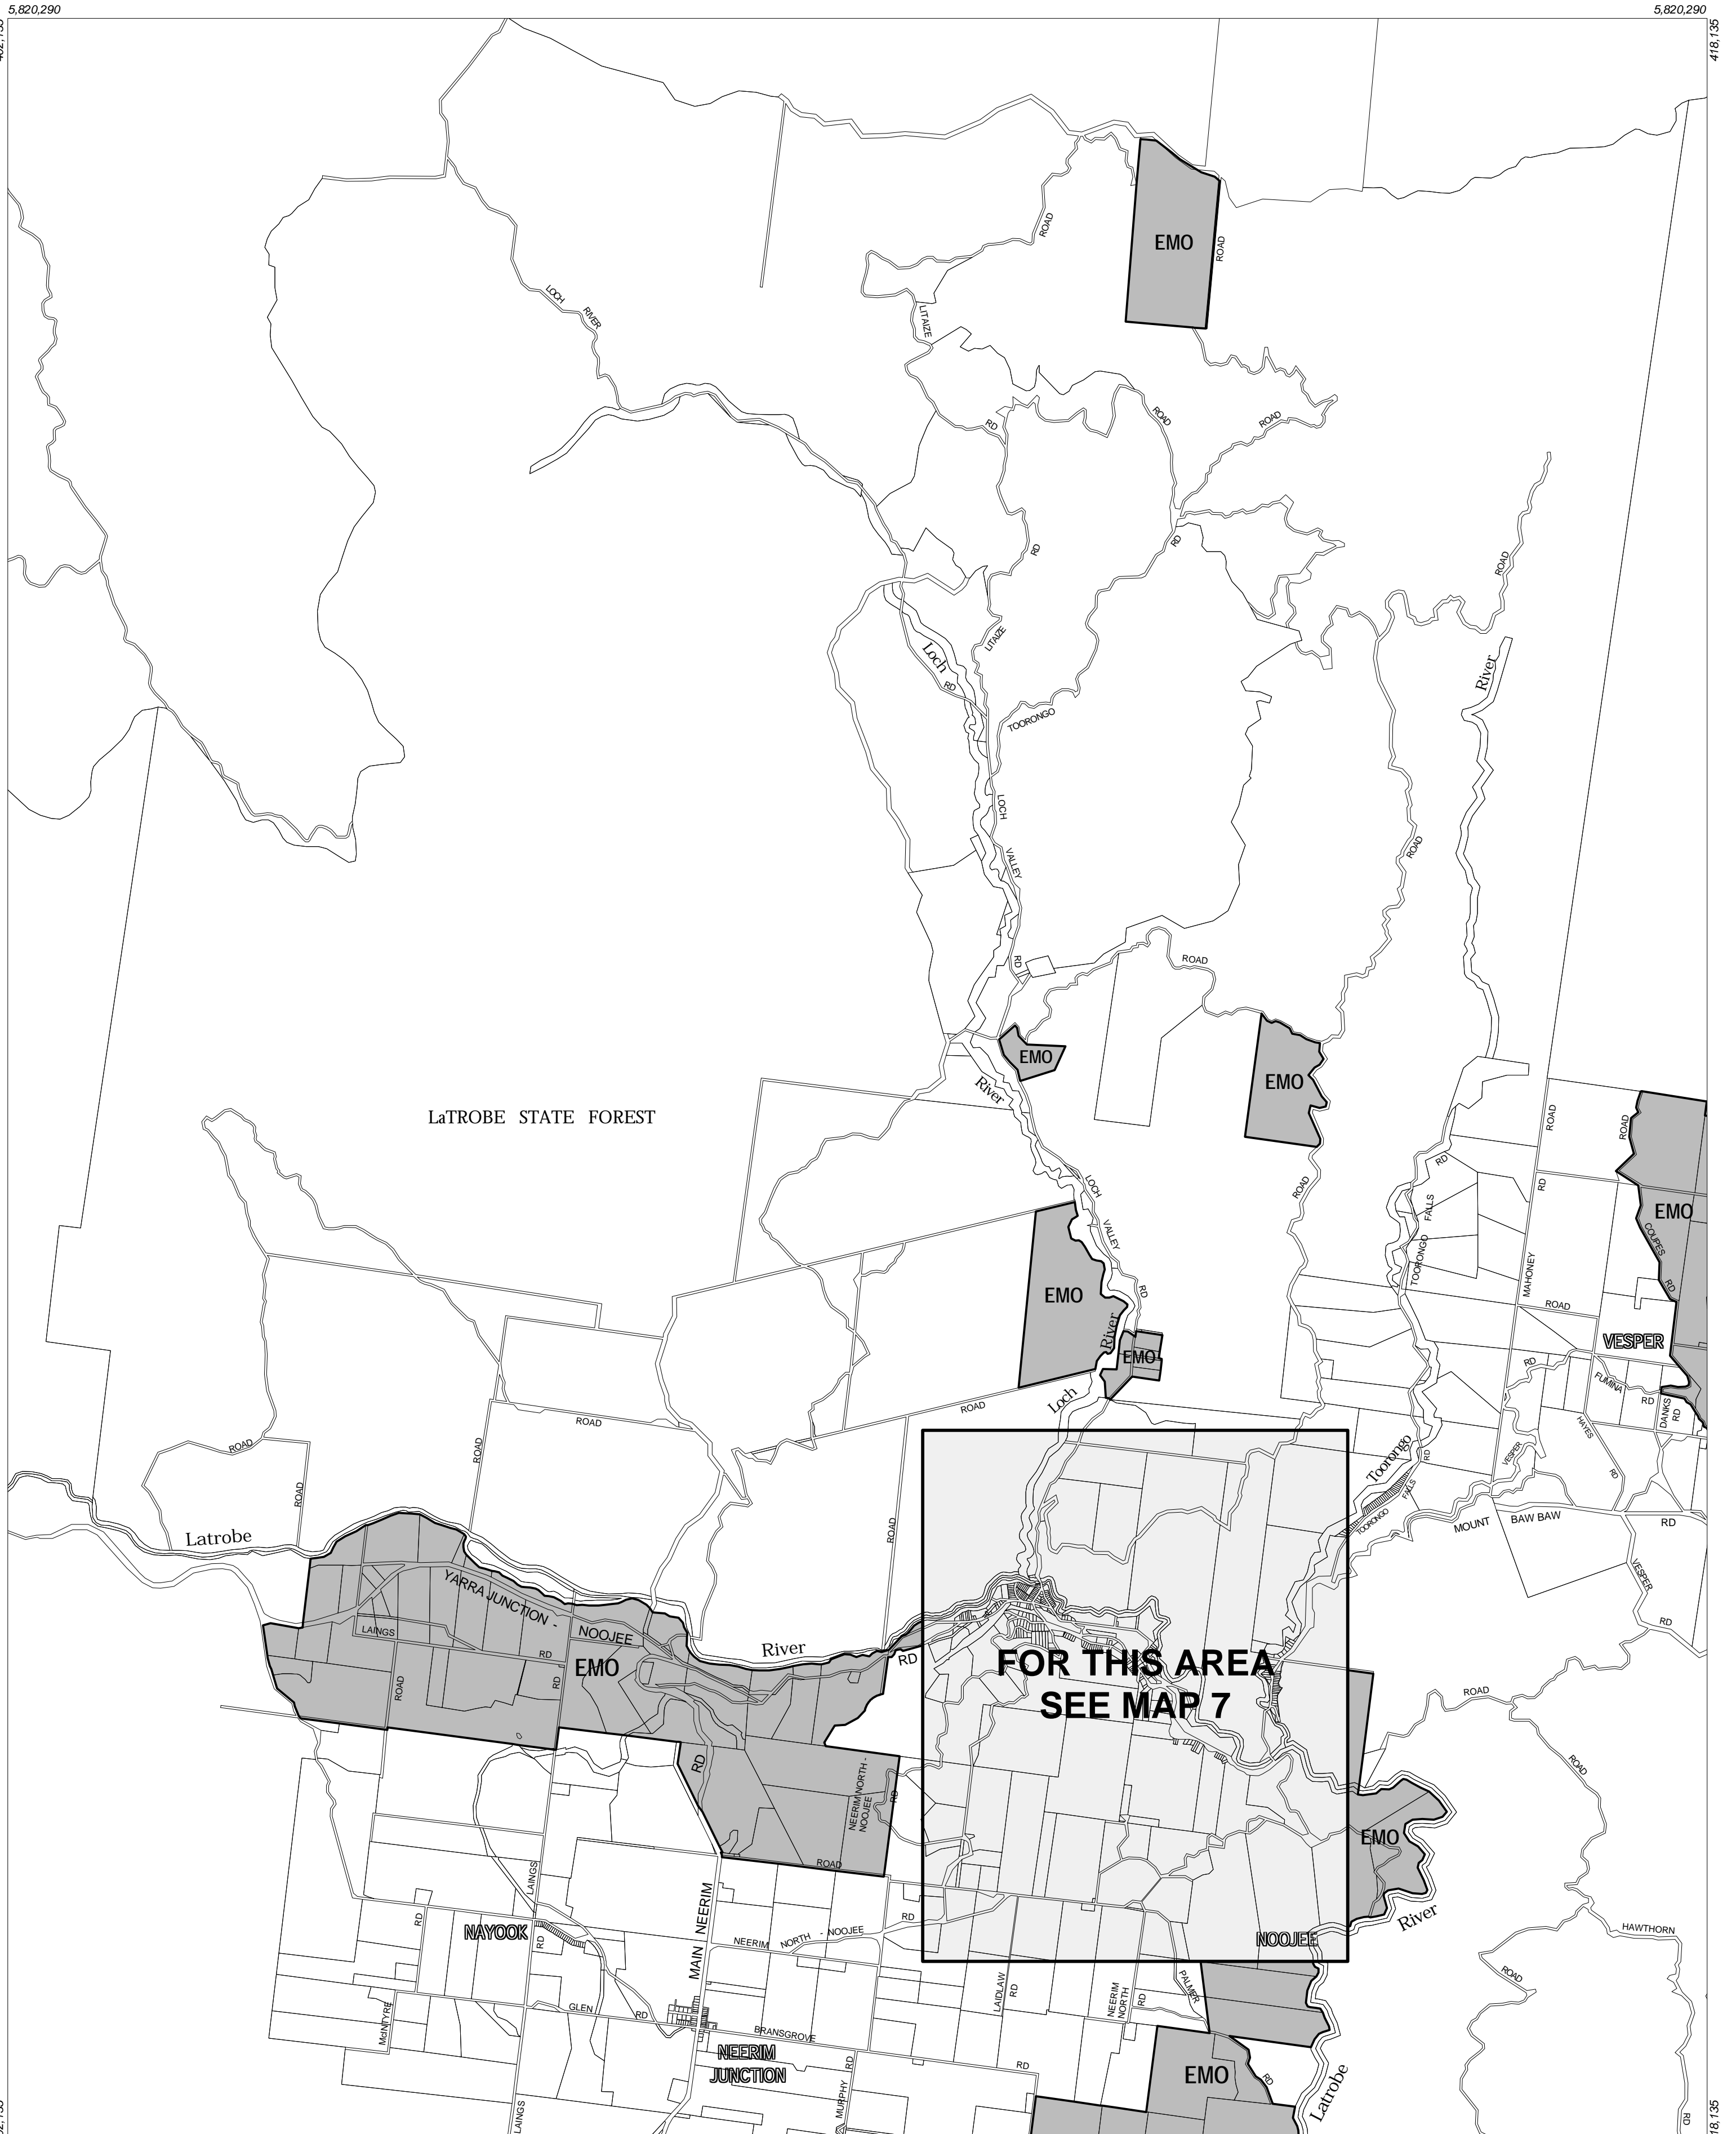 5,820,290
5,820,290
418,135
ROAD
EMO
ROAD
LOCH
RIVER
LITAIZE
RD
ROAD
ROAD
RD
RD
ROAD
LITAIZE
Loch
RD
River
TOORONGO
LOCH
VALLEY
ROAD
RD
ROAD
EMO
EMO
River
LaTROBE STATE FOREST
ROAD
ROAD
RD
RD
ROAD
LOCH
VALLEY
RD
EMO
River
EMO
EMO
COUPES
RD
FALLS
TOORONGO
MAHONEY
ROAD
VESPER
RD
FUMINA
RD
DANKS
RD
HAYES
RD
VESPER
Loch
ROAD
ROAD
ROAD
ROAD
ROAD
ROAD
Toorongo
RD
FALLS
TOORONGO
MOUNT
BAW BAW
RD
VESPER
RD
Latrobe
YARRA JUNCTION -
NOOJEE
LAINGS
RD
RD
ROAD
EMO
River
RD
FOR THIS AREA
SEE MAP 7
ROAD
ROAD
RD
NEERIM NORTH -
NOOJEE
RD
ROAD
EMO
River
NOOJEE
HAWTHORN
ROAD
LAINGS
RD
NAYOOK
RD
MAIN NEERIM
NEERIM
NORTH
- NOOJEE
RD
LAIDLAW
RD
NEERIM
NORTH
RD
PALMER
McINTYRE
GLEN
RD
BRANSGROVE
RD
NEERIM
JUNCTION
RD
MURPHY
LAINGS
EMO
RD
Latrobe
RD